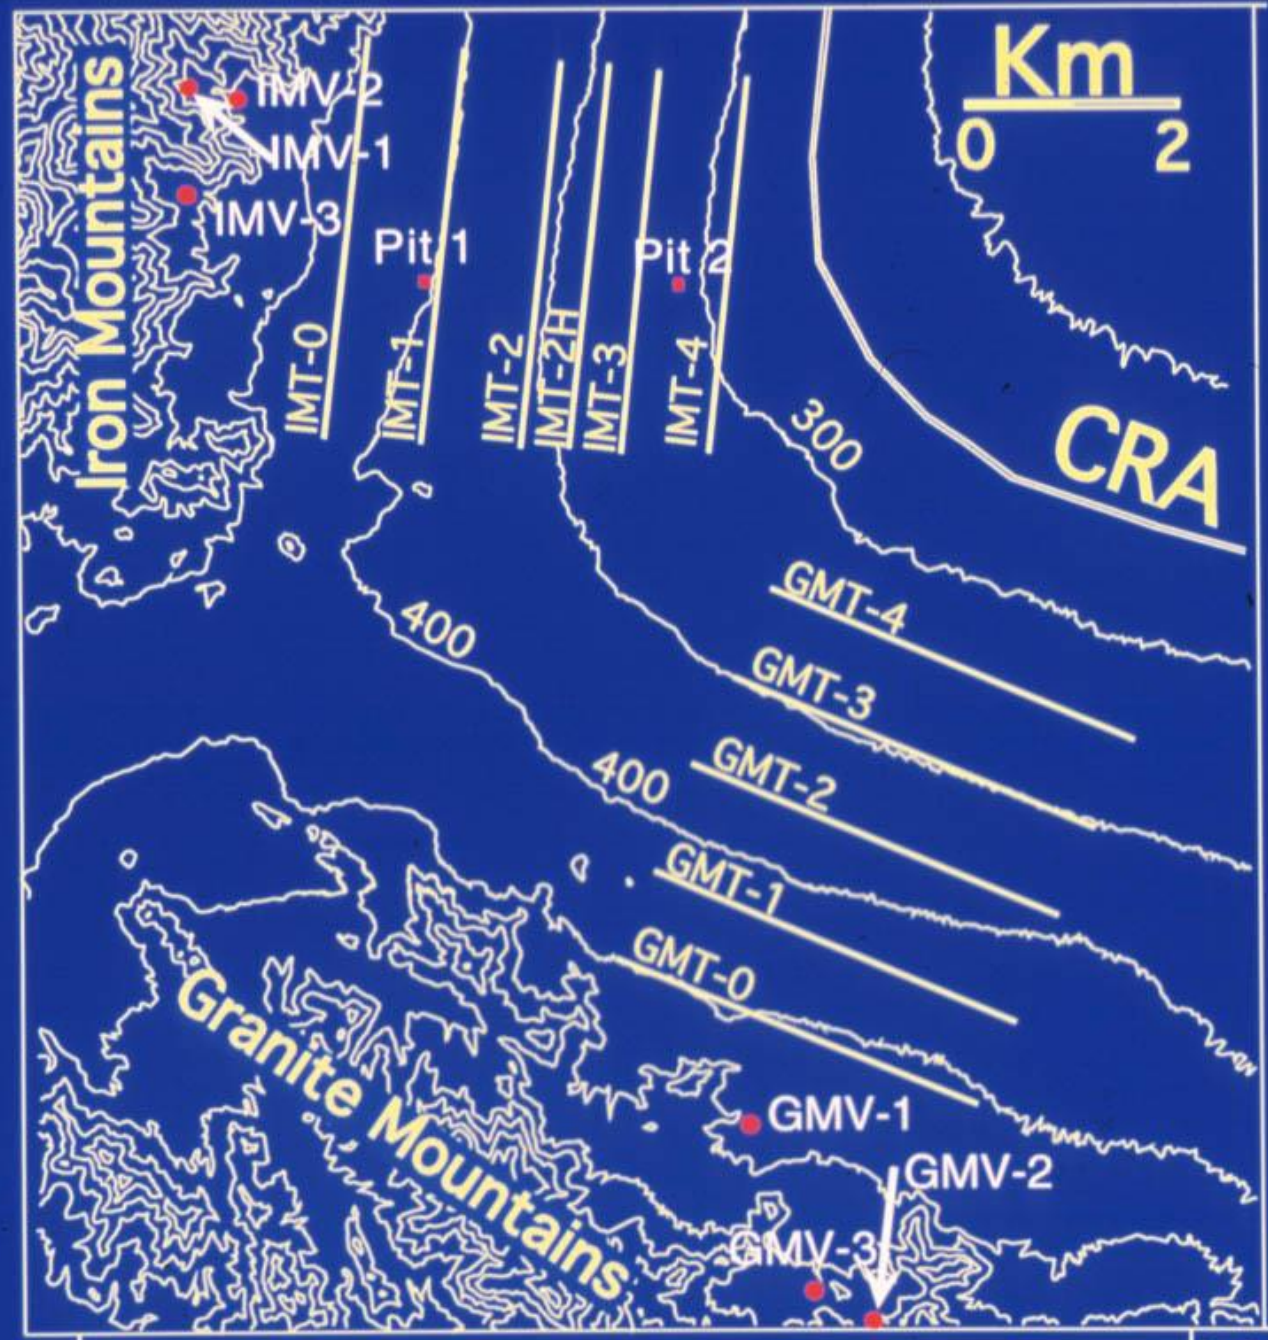 Km
0 2
Iron Mountains
IMV-2
IMV-1
IMV-3
Pit 1
Pit 2
IMT-0
IMT-1
IMT-2
IMT-2H
IMT-3
IMT-4
300
CRA
400
400
GMT-4
GMT-3
GMT-2
GMT-1
GMT-0
Granite Mountains
GMV-1
GMV-2
GMV-3